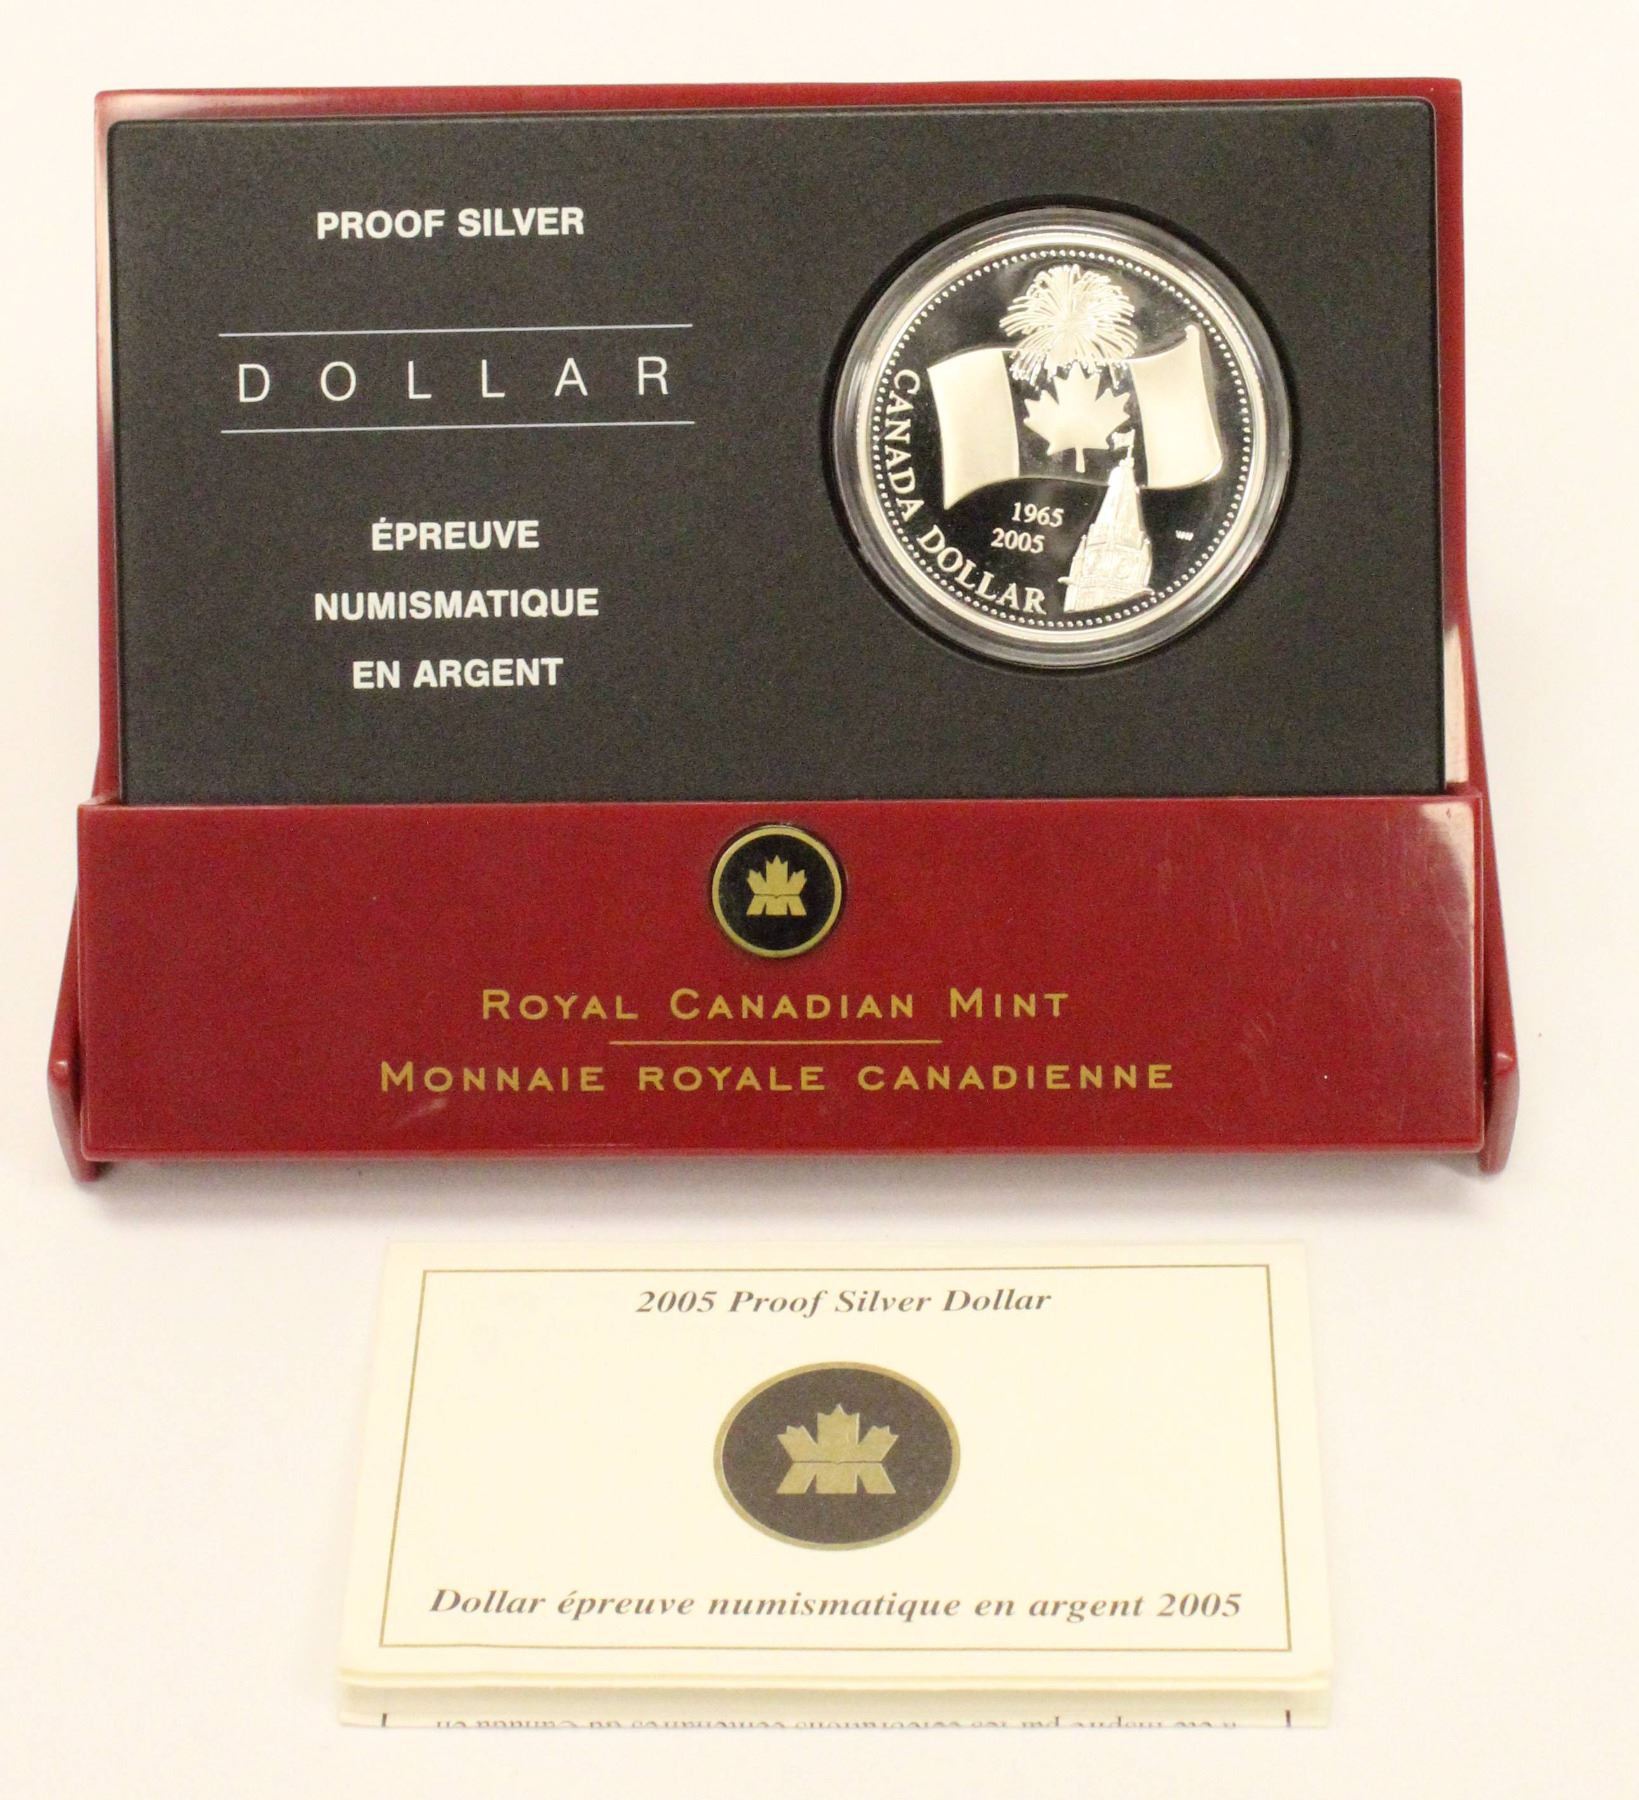 PROOF SILVER
DOLLAR
ÉPREUVE
NUMISMATIQUE
EN ARGENT
CANADA DOLLAR
1965
2005
WW
ROYAL CANADIAN MINT
MONNAIE ROYALE CANADIENNE
2005 Proof Silver Dollar
Dollar épreuve numismatique en argent 2005